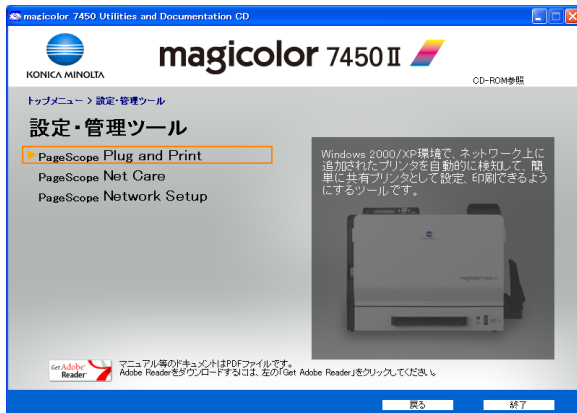 magicolor 7450 Utilities and Documentation CD
KONICA MINOLTA
magicolor 7450 II
CD-ROM参照
トップメニュー > 設定・管理ツール
設定・管理ツール
PageScope Plug and Print
PageScope Net Care
PageScope Network Setup
Windows 2000/XP環境で、ネットワーク上に
追加されたプリンタを自動的に検知して、簡
単に共有プリンタとして設定、印刷できるよう
にするツールです。
magicolor 7450 II
Get Adobe Reader
マニュアル等のドキュメントはPDFファイルです。
Adobe Readerをダウンロードするには、左の「Get Adobe Reader」をクリックしてください。
戻る
終了